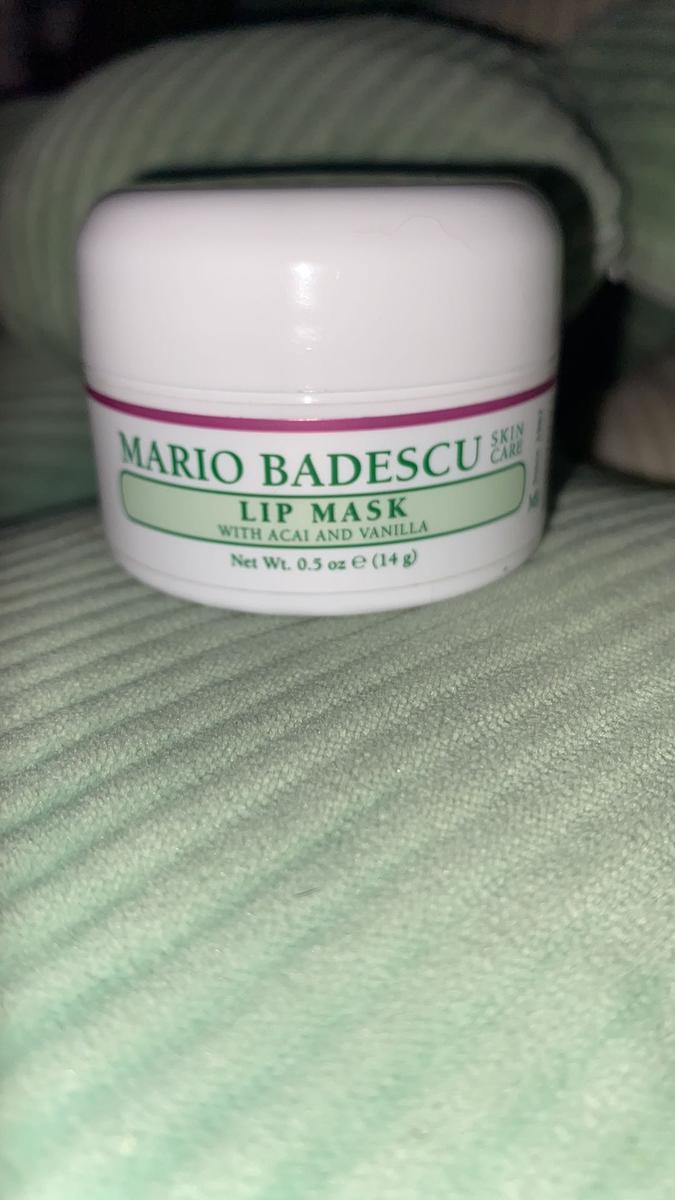 MARIO BADESCU SKIN CARE
LIP MASK
WITH ACAI AND VANILLA
Net Wt. 0.5 oz ℮ (14 g)